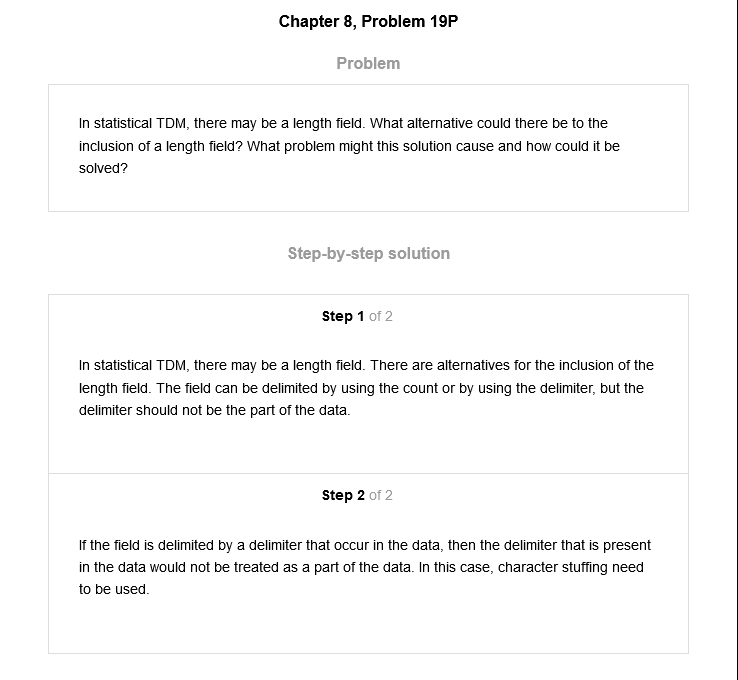 Chapter 8, Problem 19P
Problem
In statistical TDM, there may be a length field. What alternative could there be to the
inclusion of a length field? What problem might this solution cause and how could it be
solved?
Step-by-step solution
Step 1 of 2
In statistical TDM, there may be a length field. There are alternatives for the inclusion of the
length field. The field can be delimited by using the count or by using the delimiter, but the
delimiter should not be the part of the data.
Step 2 of 2
If the field is delimited by a delimiter that occur in the data, then the delimiter that is present
in the data would not be treated as a part of the data. In this case, character stuffing need
to be used.